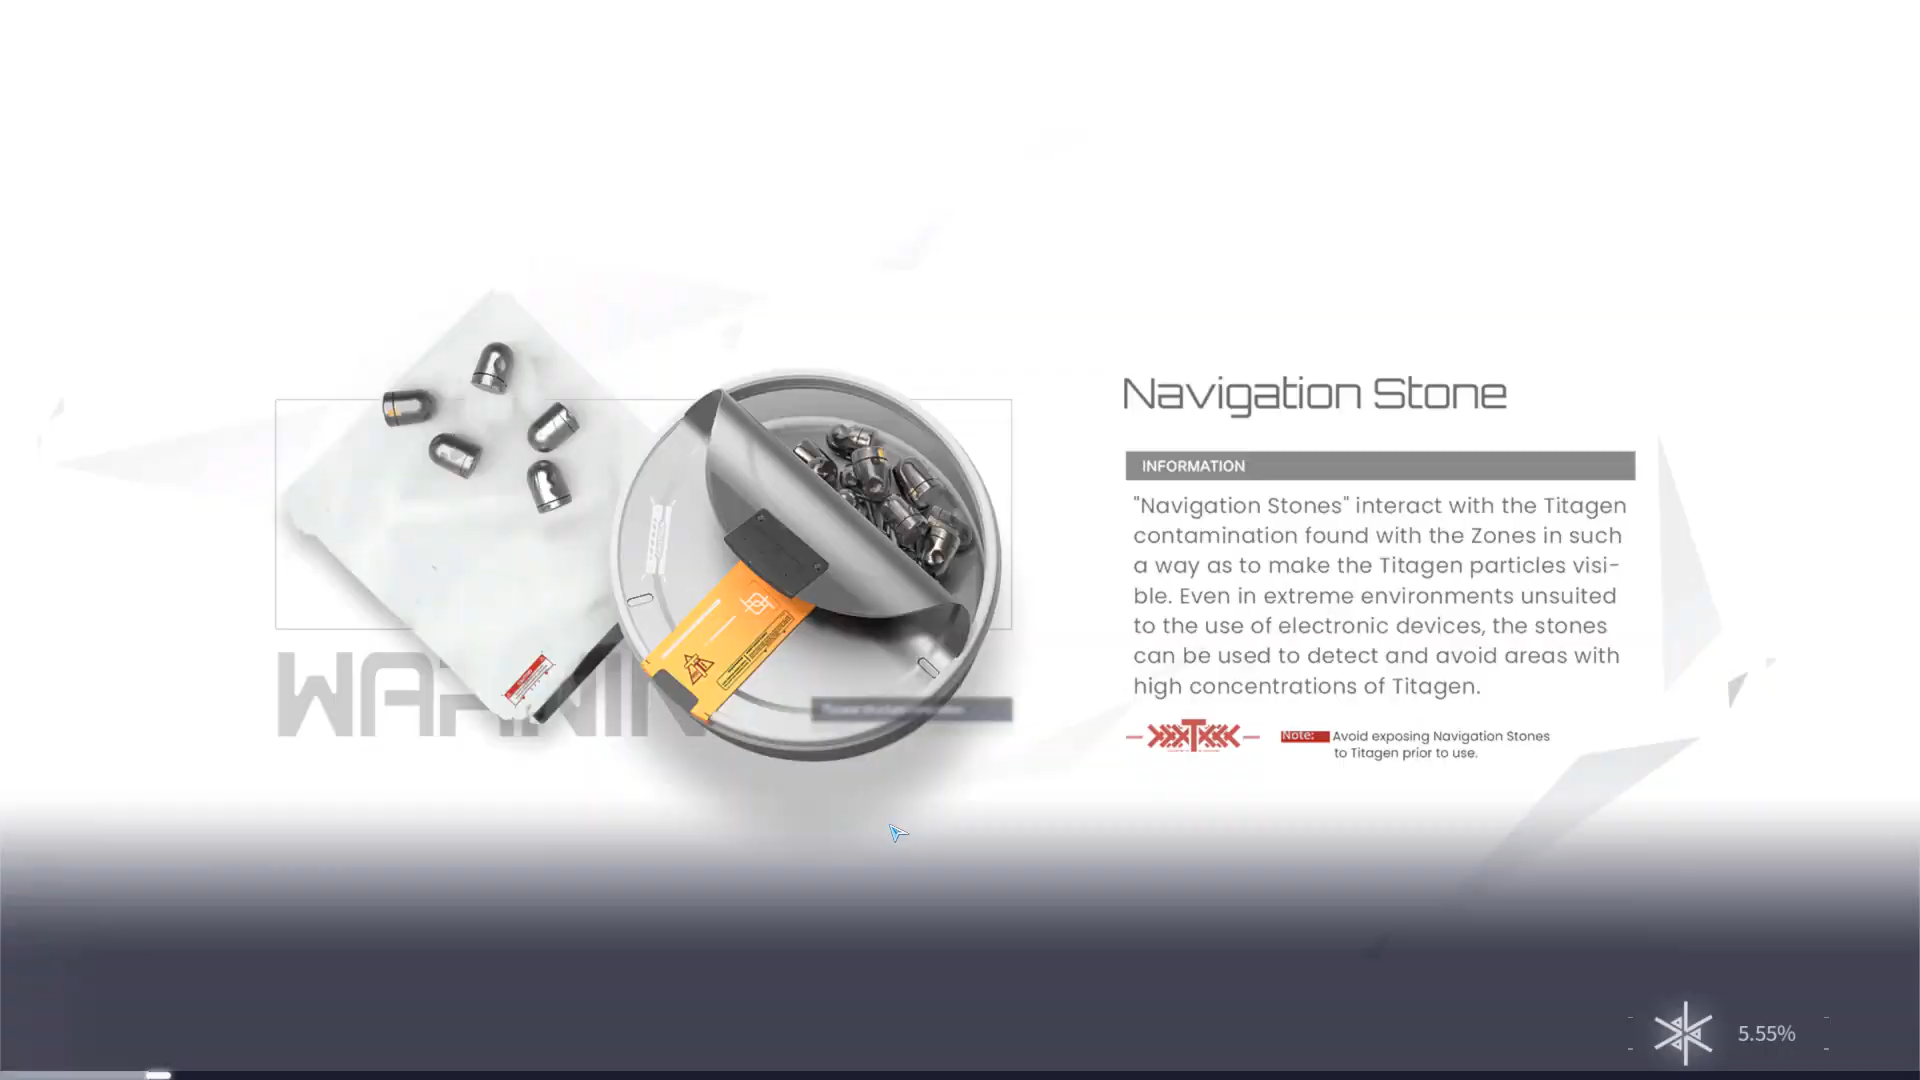 Navigation Stone
INFORMATION
"Navigation Stones" interact with the Titagen
contamination found with the Zones in such
a way as to make the Titagen particles visi-
ble. Even in extreme environments unsuited
to the use of electronic devices, the stones
can be used to detect and avoid areas with
high concentrations of Titagen.
Note: Avoid exposing Navigation Stones
to Titagen prior to use.
WARNIN
5.55%